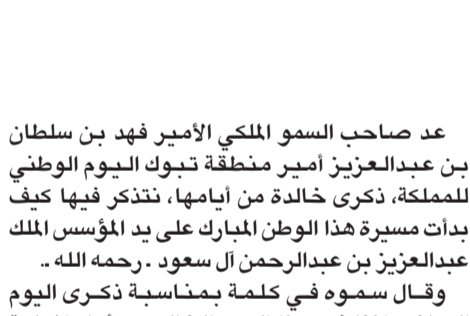 عد صاحب السمو الملكي الأمير فهد بن سلطان
بن عبدالعزيز أمير منطقة تبوك اليوم الوطني
للمملكة، ذكرى خالدة من أيامها، نتذكر فيها كيف
بدأت مسيرة هذا الوطن المبارك على يد المؤسس الملك
عبدالعزيز بن عبدالرحمن آل سعود ـ رحمه الله ـ.
وقال سموه في كلمة بمناسبة ذكرى اليوم